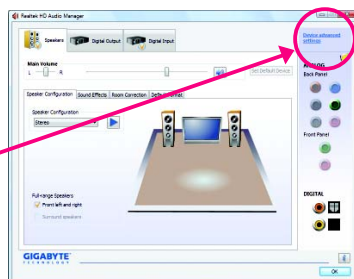 Realtek HD Audio Manager
Speakers
Digital Output
Digital Input
Device advanced
settings
Main Volume
L
R
Set Default Device
ANALOG
Back Panel
Speaker Configuration
Sound Effects
Room Correction
Default Format
Speaker Configuration
Stereo
Front Panel
Full-range Speakers
Front left and right
Surround speakers
DIGITAL
GIGABYTE
TECHNOLOGY
OK